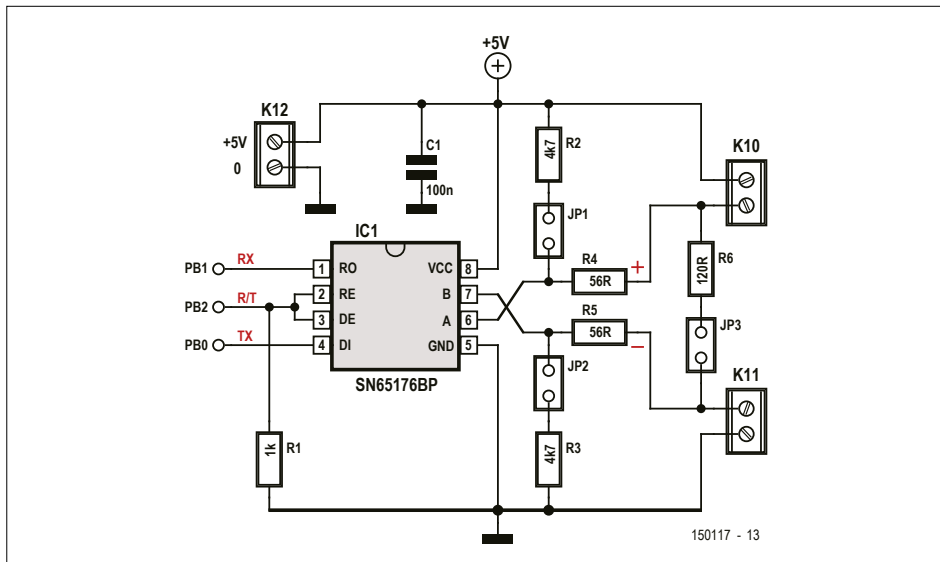 +5V
K12
+5V
0
C1
100n
R2
4k7
JP1
K10
IC1
PB1
RX
1
RO
VCC
8
R4
56R
+
R6
120R
PB2
R/T
2
RE
B
7
3
DE
A
6
R5
56R
–
PB0
TX
4
DI
GND
5
SN65176BP
JP2
JP3
K11
R1
1k
R3
4k7
150117 - 13